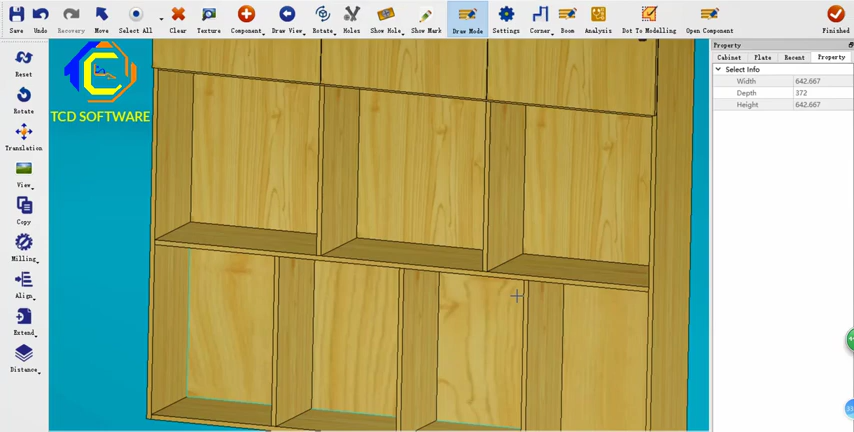 Save
Undo
Recovery
Move
Select All
Clear
Texture
Component
Draw View
Rotate
Holes
Show Hole
Show Mark
Draw Mode
Settings
Corner
Boom
Analysis
Dot To Modelling
Open Component
Finished
Reset
Rotate
Translation
View
Copy
Milling
Align
Extend
Distance
TCD SOFTWARE
Property
Cabinet Plate Recent Property
Select Info
Width 642.667
Depth 372
Height 642.667